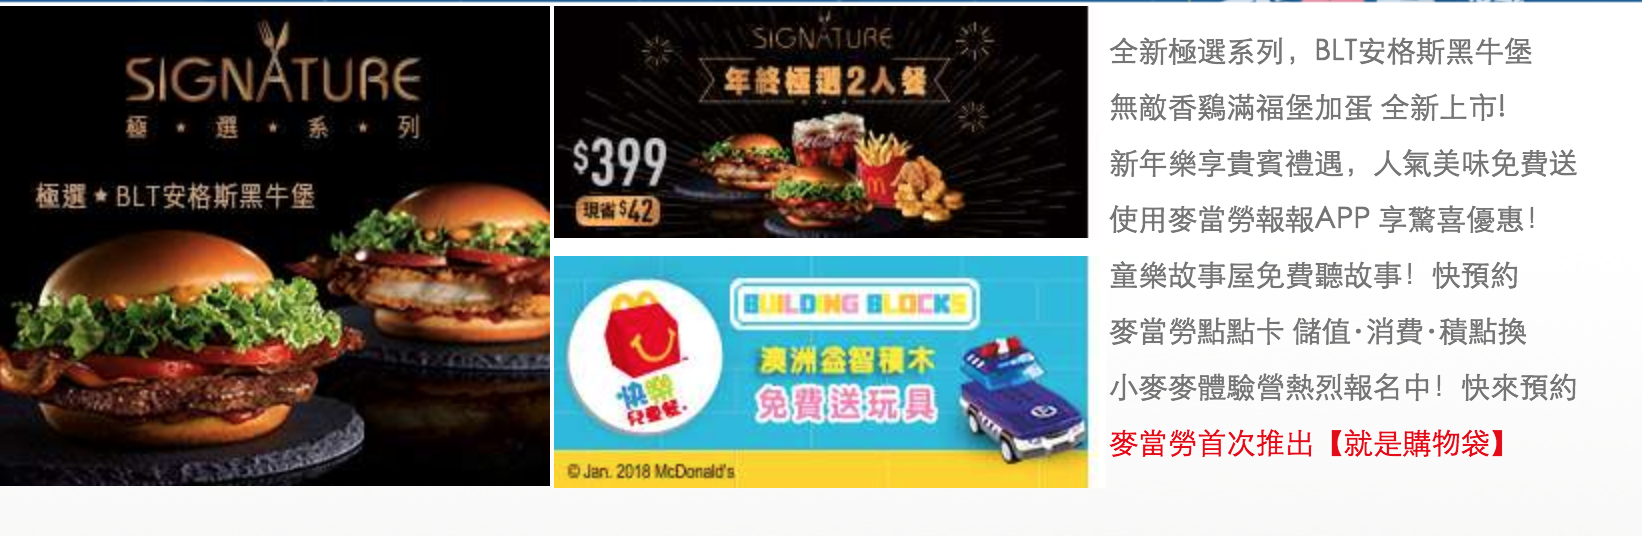 SIGNATURE
極★選★系★列
極選★BLT安格斯黑牛堡
SIGNATURE
年終極選2人餐
$399
現省$42
BUILDING BLOCKS
快樂
兒童餐
澳洲益智積木
免費送玩具
© Jan. 2018 McDonald's
全新極選系列，BLT安格斯黑牛堡
無敵香鷄滿福堡加蛋 全新上市!
新年樂享貴賓禮遇，人氣美味免費送
使用麥當勞報報APP 享驚喜優惠！
童樂故事屋免費聽故事！快預約
麥當勞點點卡 儲值･消費･積點換
小麥麥體驗營熱烈報名中！快來預約
麥當勞首次推出【就是購物袋】